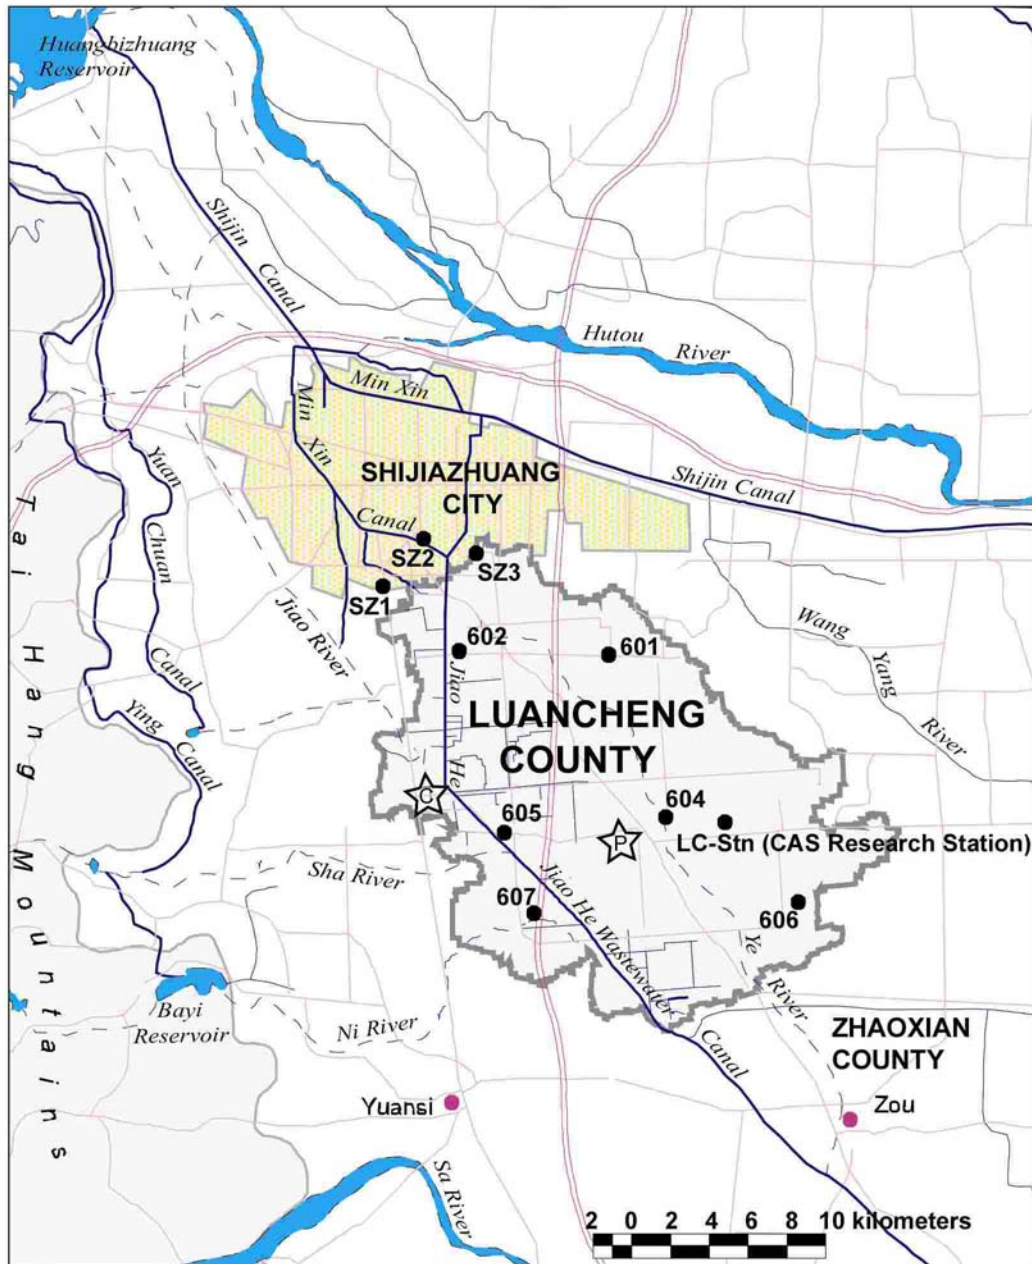 Huangbizhuang
Reservoir
Shijin
Canal
Hutou
River
Min Xin
Min
Xin
Canal
SHIJIAZHUANG
CITY
Shijin Canal
Yuan
Chuan
Canal
SZ2
SZ3
SZ1
Jiao River
Tai Hang Mountains
Wang
Yang
River
602
601
Jiao
He
LUANCHENG
COUNTY
Ying
Canal
C
605
604
P
LC-Stn (CAS Research Station)
Sha River
607
606
Jiao He Wastewater
Canal
Ye
River
Bayi
Reservoir
Ni River
ZHAOXIAN
COUNTY
Yuansi
Zou
Sa River
2 0 2 4 6 8 10 kilometers